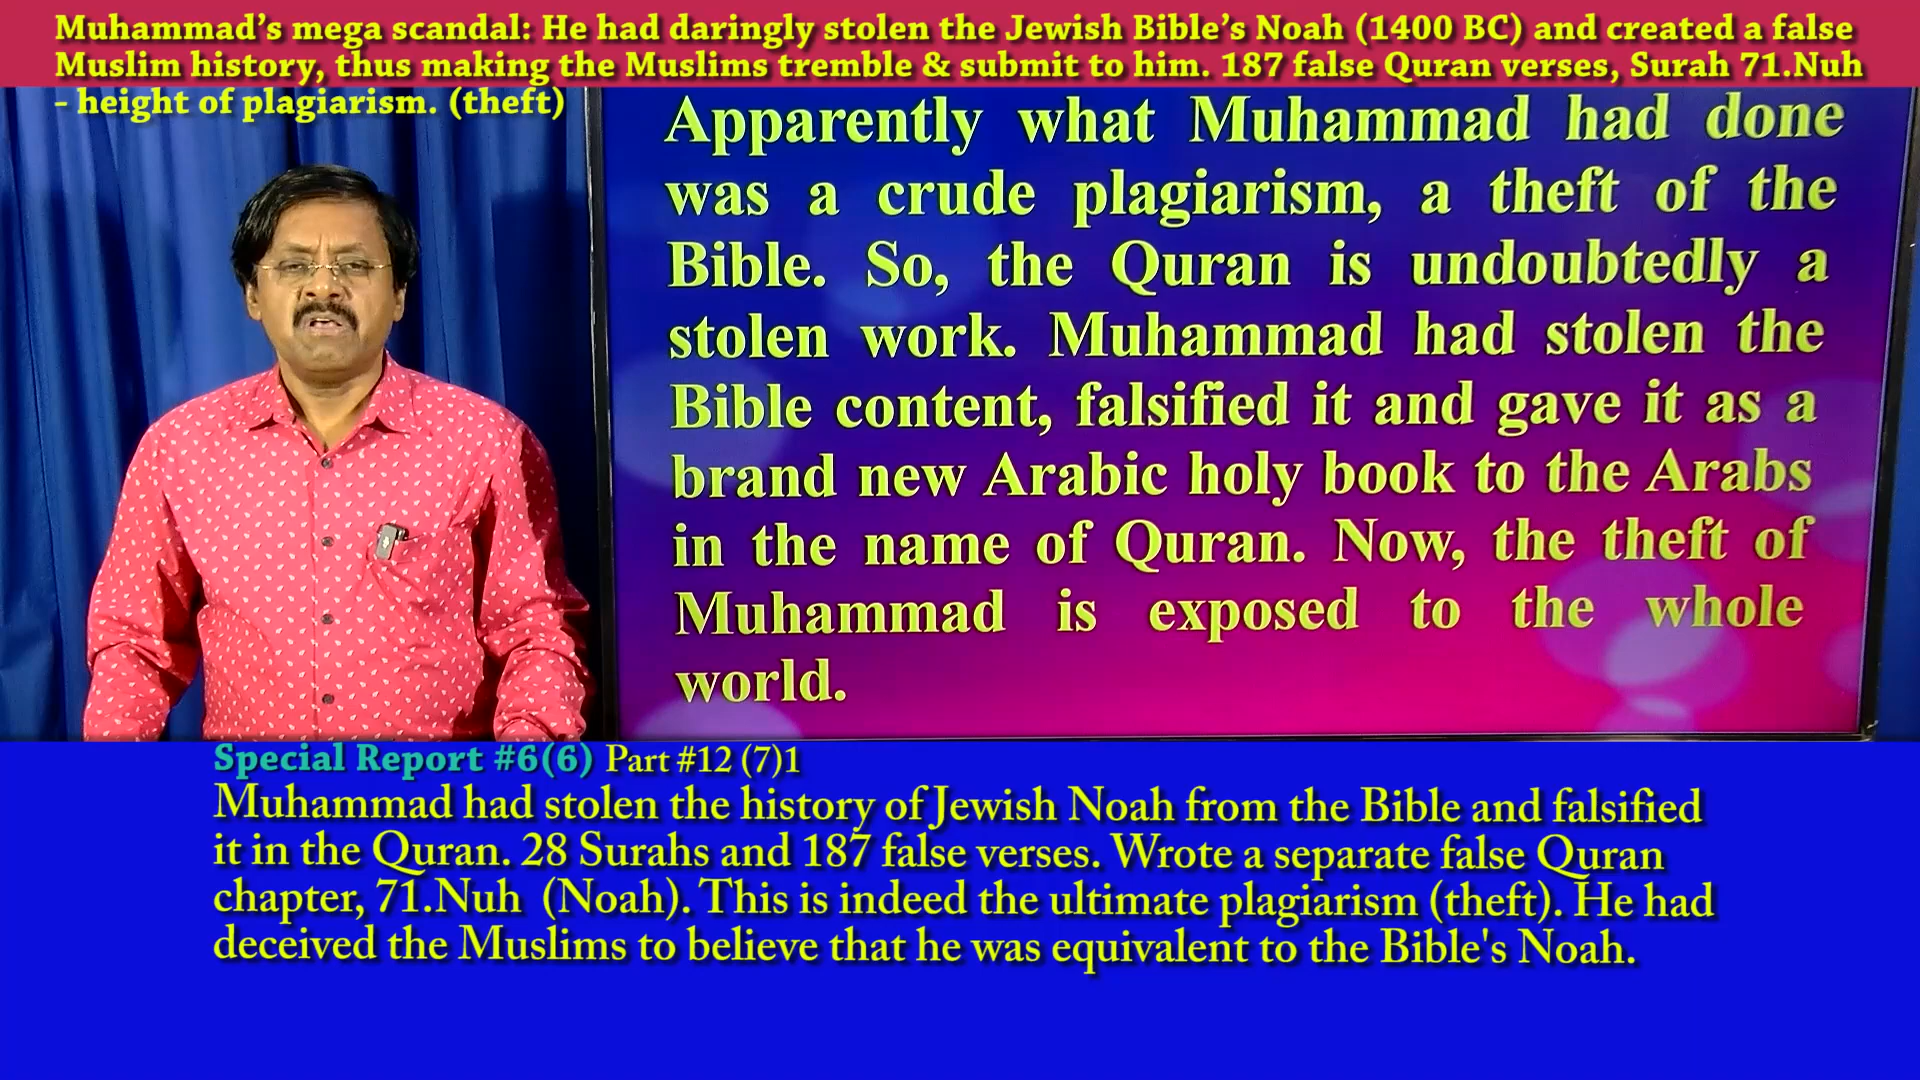 Muhammad’s mega scandal: He had daringly stolen the Jewish Bible’s Noah (1400 BC) and created a false
Muslim history, thus making the Muslims tremble & submit to him. 187 false Quran verses, Surah 71.Nuh
- height of plagiarism. (theft)
Apparently what Muhammad had done
was a crude plagiarism, a theft of the
Bible. So, the Quran is undoubtedly a
stolen work. Muhammad had stolen the
Bible content, falsified it and gave it as a
brand new Arabic holy book to the Arabs
in the name of Quran. Now, the theft of
Muhammad is exposed to the whole
world.
Special Report #6(6) Part #12 (7)1
Muhammad had stolen the history of Jewish Noah from the Bible and falsified
it in the Quran. 28 Surahs and 187 false verses. Wrote a separate false Quran
chapter, 71.Nuh (Noah). This is indeed the ultimate plagiarism (theft). He had
deceived the Muslims to believe that he was equivalent to the Bible's Noah.